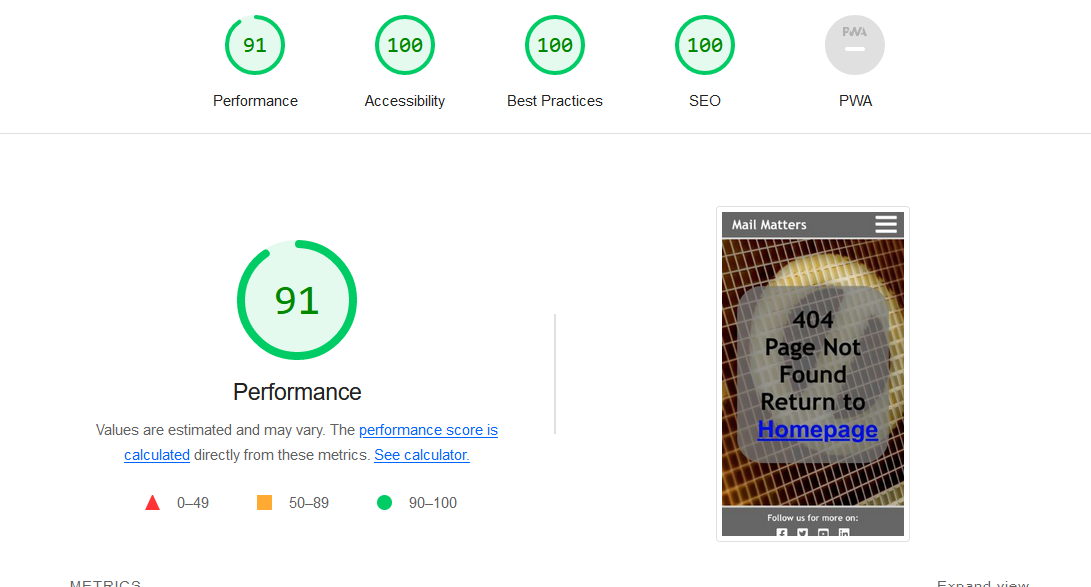 91
100
100
100
PWA
Performance
Accessibility
Best Practices
SEO
PWA
91
Performance
Values are estimated and may vary. The performance score is
calculated directly from these metrics. See calculator.
0–49
50–89
90–100
Mail Matters
404
Page Not
Found
Return to
Homepage
Follow us for more on:
METRICS
Expand view